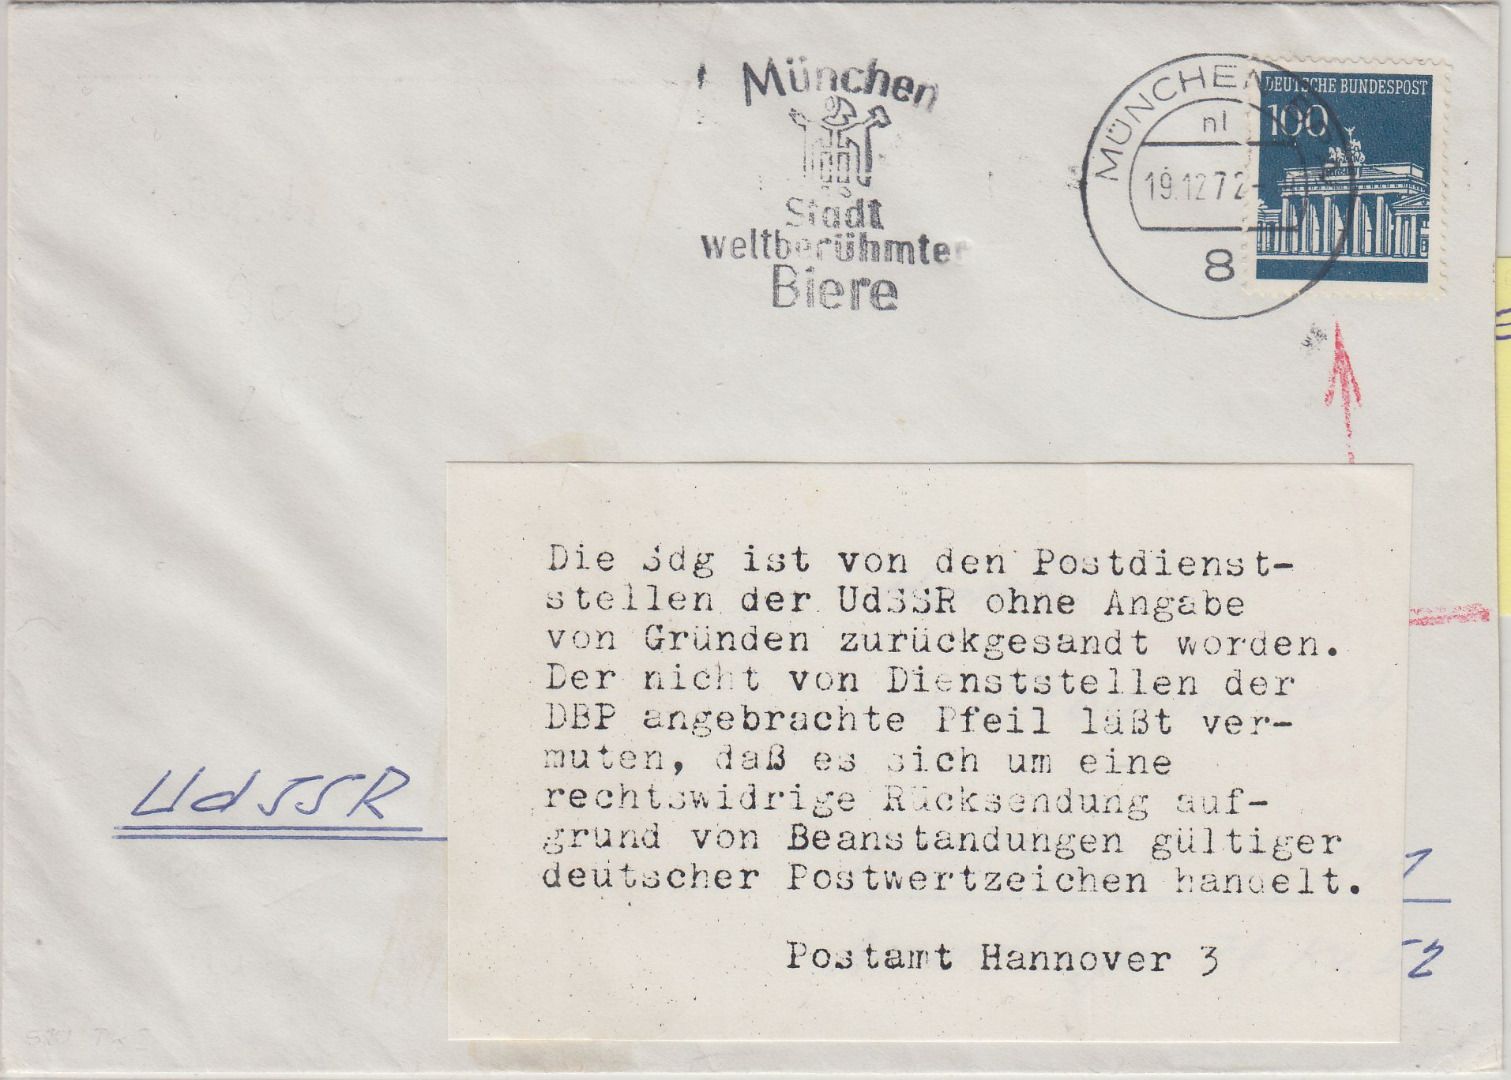 München
Stadt
weltberühmter
Biere
MÜNCHEN
nl
19.12.72-
8
DEUTSCHE BUNDESPOST
100
Die Sdg ist von den Postdienst-
stellen der UdSSR ohne Angabe
von Gründen zurückgesandt worden.
Der nicht von Dienststellen der
DBP angebrachte Pfeil läßt ver-
muten, daß es sich um eine
rechtswidrige Rücksendung auf-
grund von Beanstandungen gültiger
deutscher Postwertzeichen handelt.
Postamt Hannover 3
UdSSR